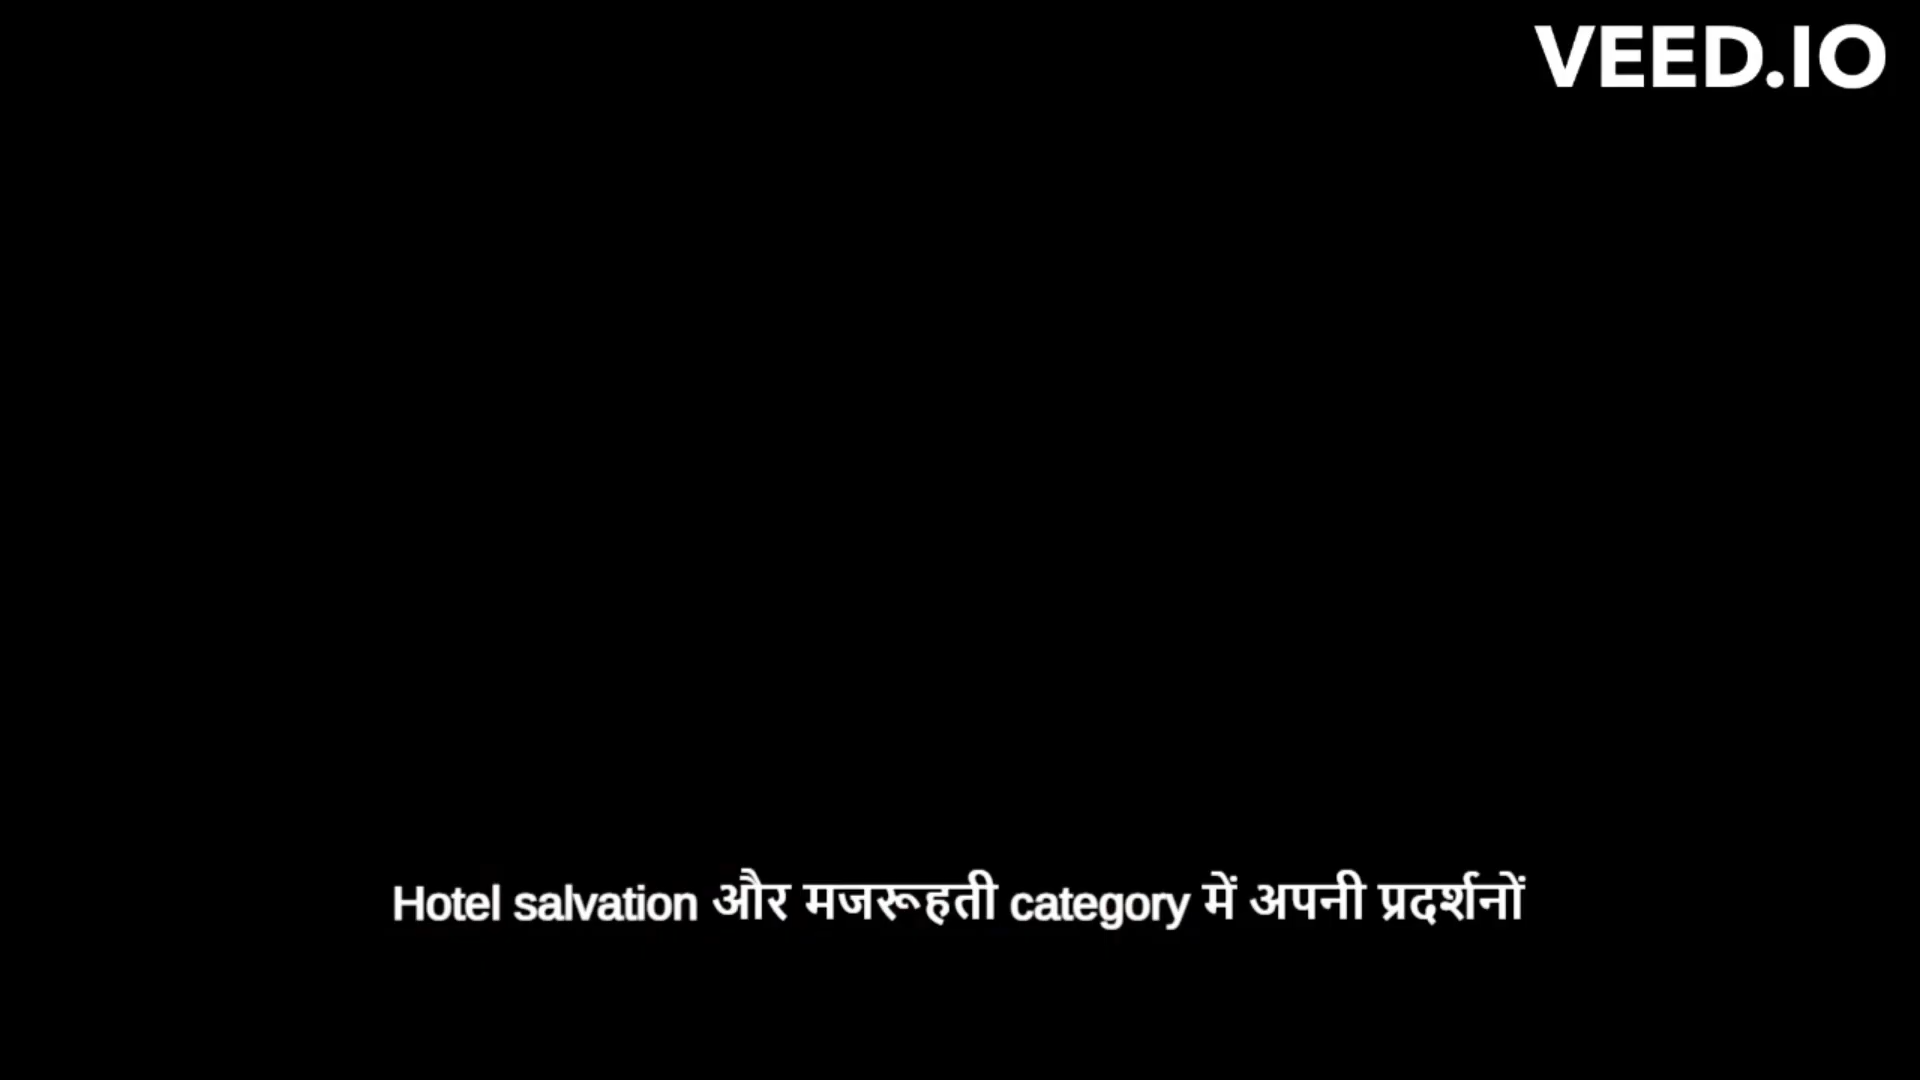 VEED.IO
Hotel salvation और मजरूहती category में अपनी प्रदर्शनों